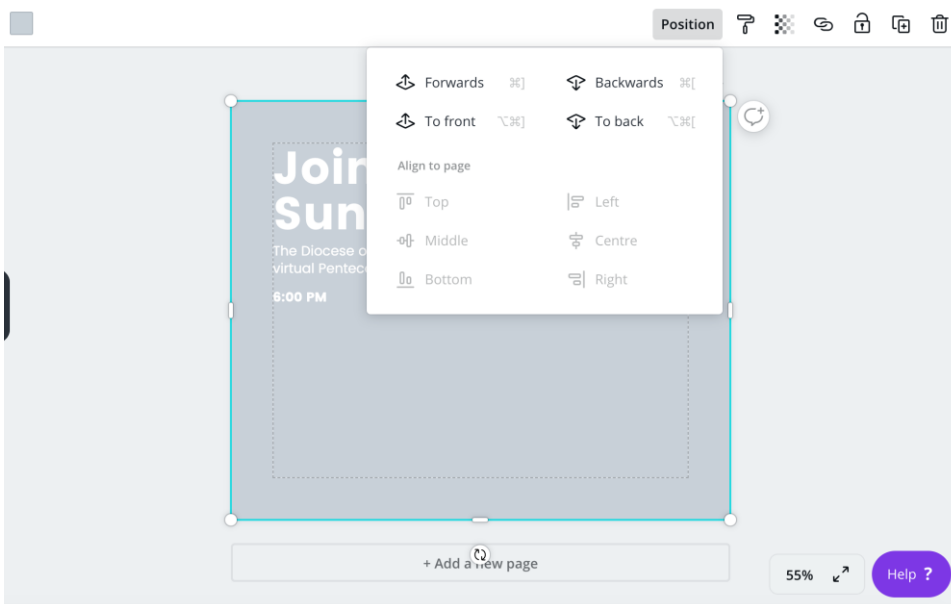 Position
Forwards ⌘]
Backwards ⌘[
To front ⌥⌘]
To back ⌥⌘[
Align to page
Top
Left
Middle
Centre
Bottom
Right
Join
Sun
The Diocese o
virtual Pentec
6:00 PM
+ Add a new page
55%
Help ?